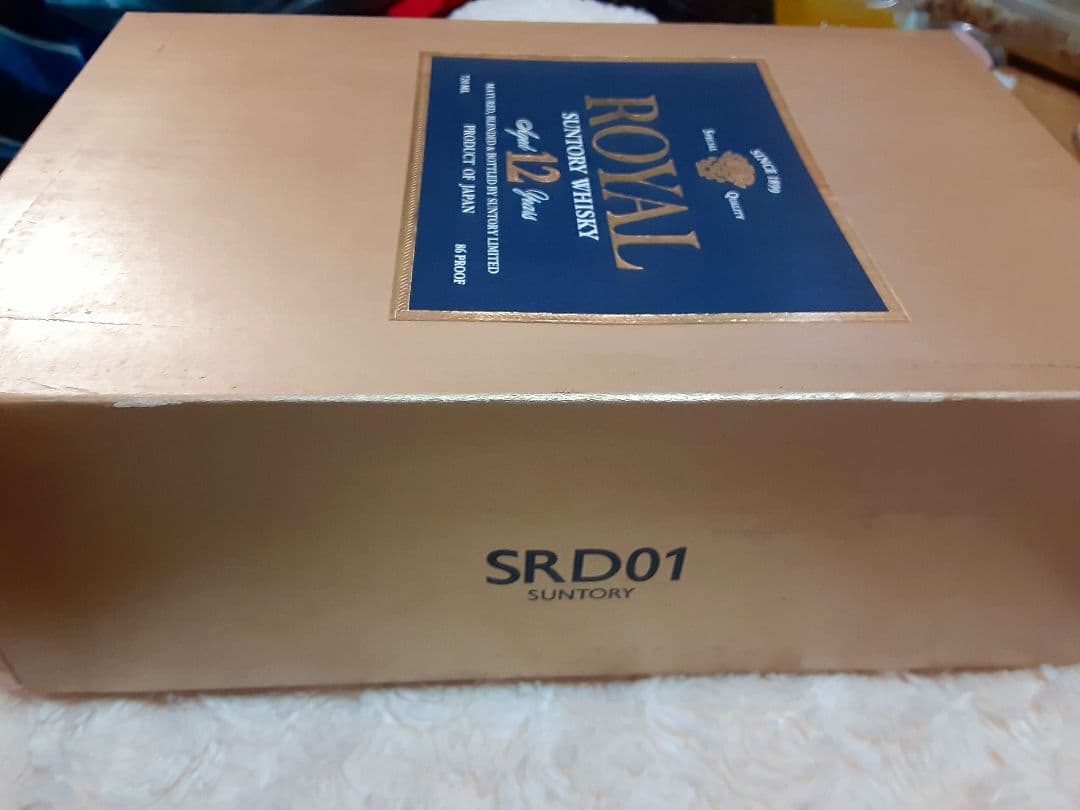 SINCE 1899
SPECIAL QUALITY
ROYAL
SUNTORY WHISKY
Aged 12 Years
MATURED, BLENDED & BOTTLED BY SUNTORY LIMITED
720ML PRODUCT OF JAPAN 86 PROOF
SRD01
SUNTORY